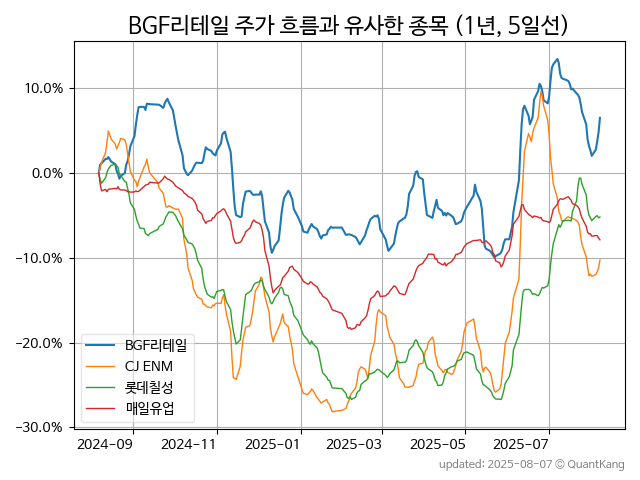 BGF리테일 주가 흐름과 유사한 종목 (1년, 5일선)
10.0%
0.0%
-10.0%
-20.0%
-30.0%
BGF리테일
CJ ENM
롯데칠성
매일유업
2024-09 2024-11 2025-01 2025-03 2025-05 2025-07
updated: 2025-08-07 © QuantKang